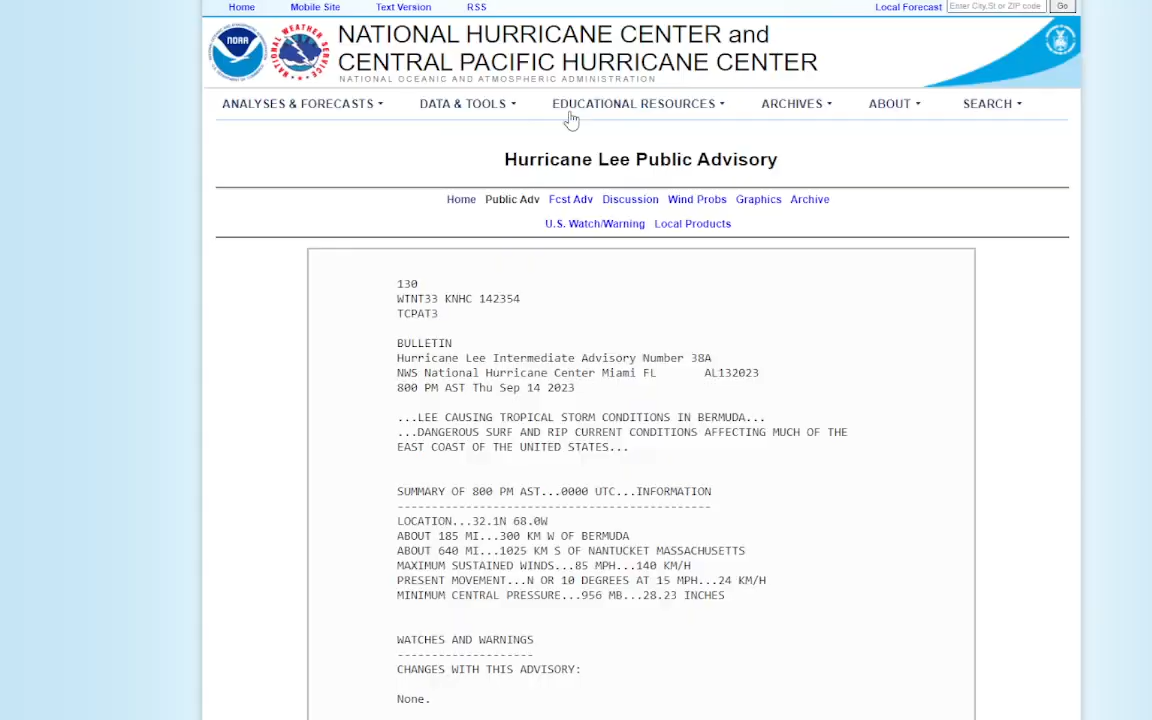 Home Mobile Site Text Version RSS Local Forecast Enter City,St or ZIP code Go
NOAA
NATIONAL HURRICANE CENTER and
CENTRAL PACIFIC HURRICANE CENTER
NATIONAL OCEANIC AND ATMOSPHERIC ADMINISTRATION
ANALYSES & FORECASTS DATA & TOOLS EDUCATIONAL RESOURCES ARCHIVES ABOUT SEARCH
Hurricane Lee Public Advisory
Home Public Adv Fcst Adv Discussion Wind Probs Graphics Archive
U.S. Watch/Warning Local Products
130
WTNT33 KNHC 142354
TCPAT3
BULLETIN
Hurricane Lee Intermediate Advisory Number 38A
NWS National Hurricane Center Miami FL AL132023
800 PM AST Thu Sep 14 2023
...LEE CAUSING TROPICAL STORM CONDITIONS IN BERMUDA...
...DANGEROUS SURF AND RIP CURRENT CONDITIONS AFFECTING MUCH OF THE
EAST COAST OF THE UNITED STATES...
SUMMARY OF 800 PM AST...0000 UTC...INFORMATION
----------------------------------------------
LOCATION...32.1N 68.0W
ABOUT 185 MI...300 KM W OF BERMUDA
ABOUT 640 MI...1025 KM S OF NANTUCKET MASSACHUSETTS
MAXIMUM SUSTAINED WINDS...85 MPH...140 KM/H
PRESENT MOVEMENT...N OR 10 DEGREES AT 15 MPH...24 KM/H
MINIMUM CENTRAL PRESSURE...956 MB...28.23 INCHES
WATCHES AND WARNINGS
--------------------
CHANGES WITH THIS ADVISORY:
None.